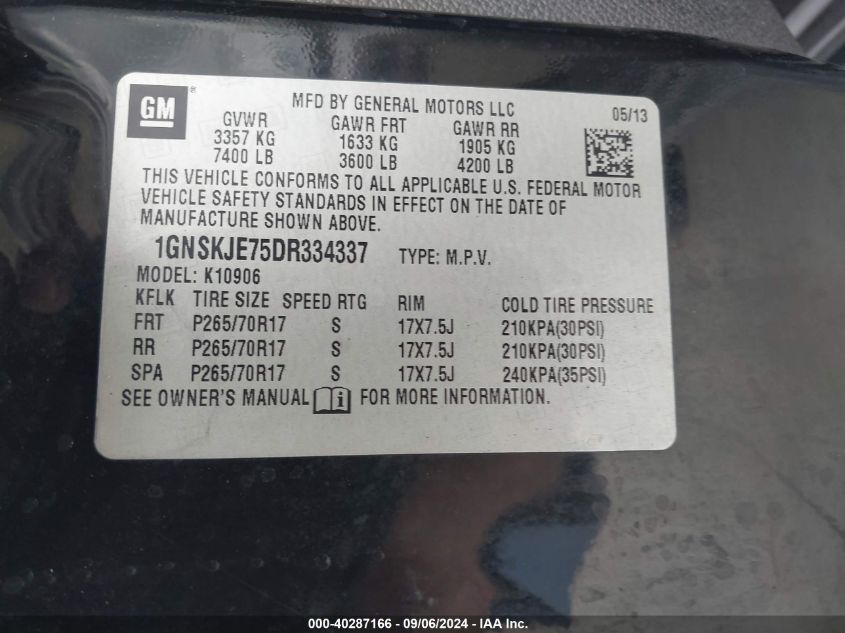 GM ®
MFD BY GENERAL MOTORS LLC 05/13
GVWR GAWR FRT GAWR RR
3357 KG 1633 KG 1905 KG
7400 LB 3600 LB 4200 LB
THIS VEHICLE CONFORMS TO ALL APPLICABLE U.S. FEDERAL MOTOR
VEHICLE SAFETY STANDARDS IN EFFECT ON THE DATE OF
MANUFACTURE SHOWN ABOVE.
1GNSKJE75DR334337 TYPE: M.P.V.
MODEL: K10906
KFLK TIRE SIZE SPEED RTG RIM COLD TIRE PRESSURE
FRT P265/70R17 S 17X7.5J 210KPA(30PSI)
RR P265/70R17 S 17X7.5J 210KPA(30PSI)
SPA P265/70R17 S 17X7.5J 240KPA(35PSI)
SEE OWNER'S MANUAL i FOR MORE INFORMATION.
000-40287166 - 09/06/2024 - IAA Inc.